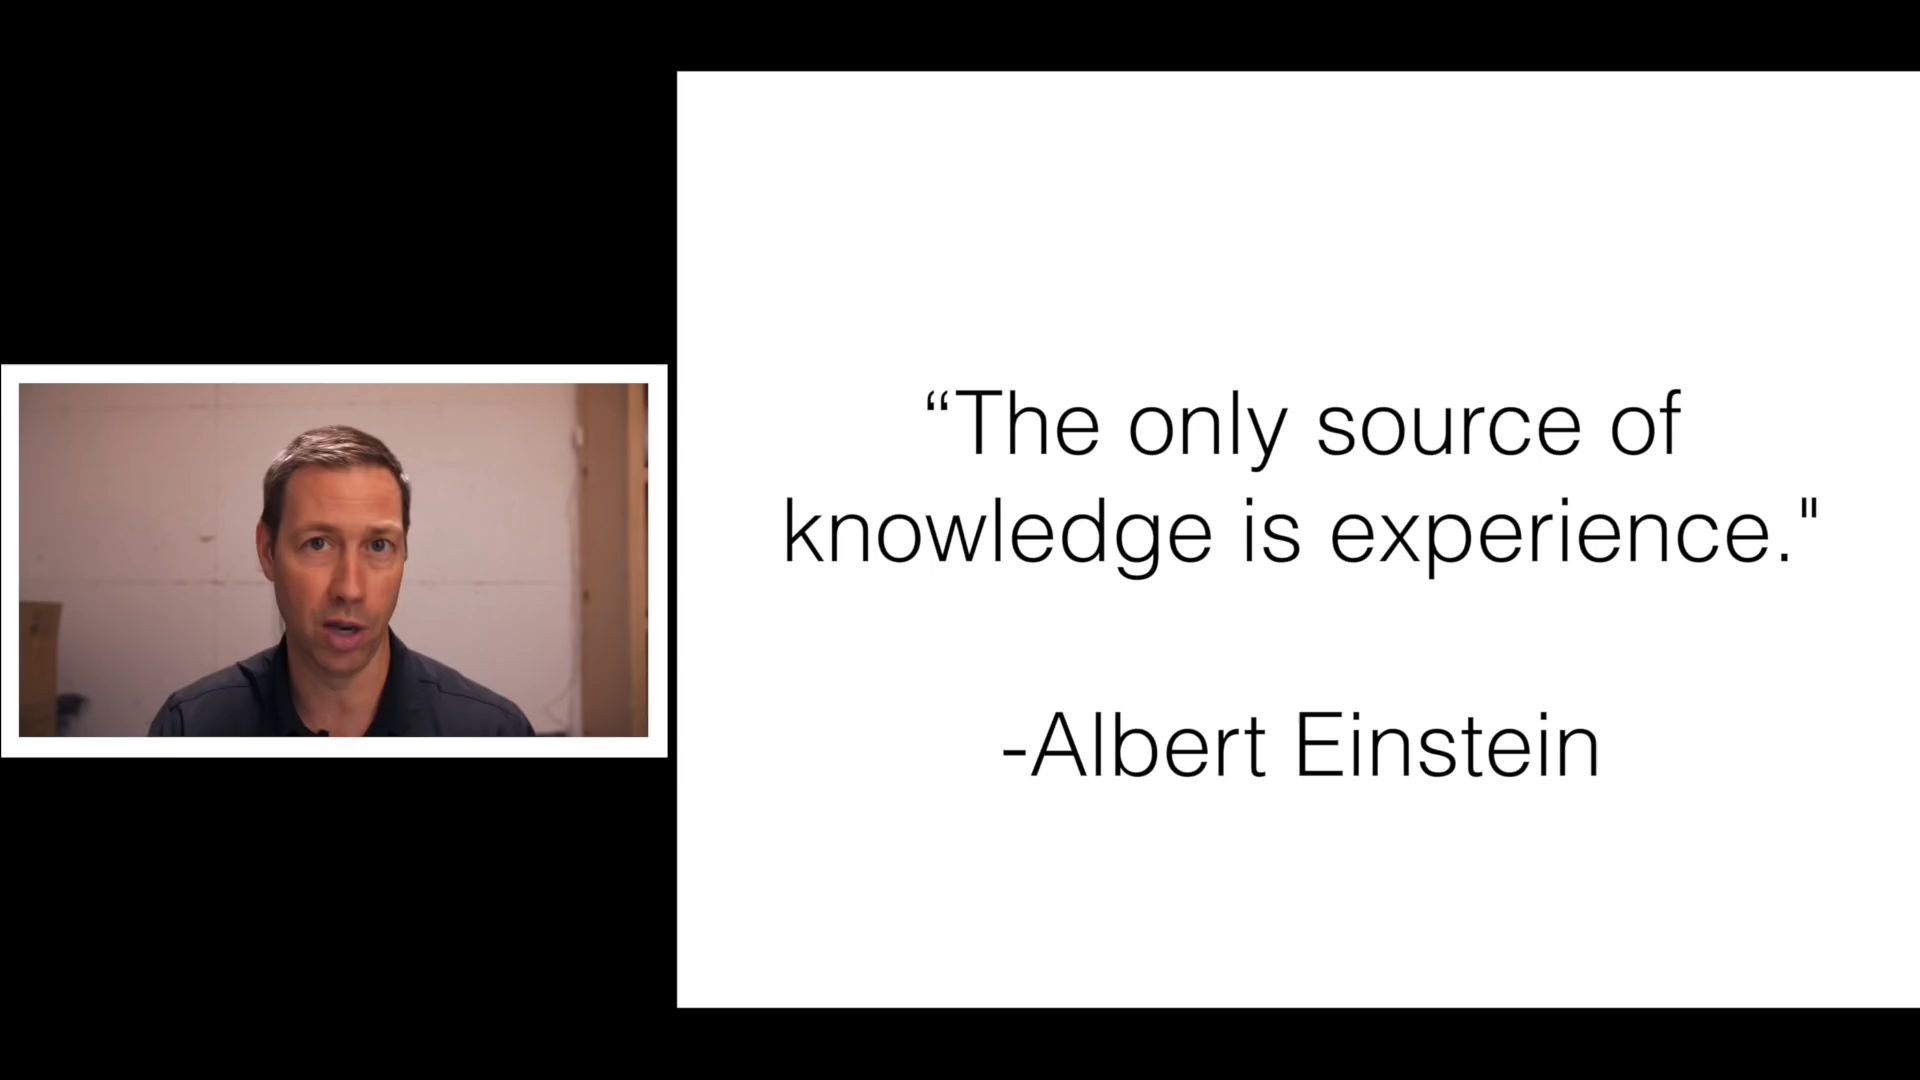 “The only source of
knowledge is experience."
-Albert Einstein